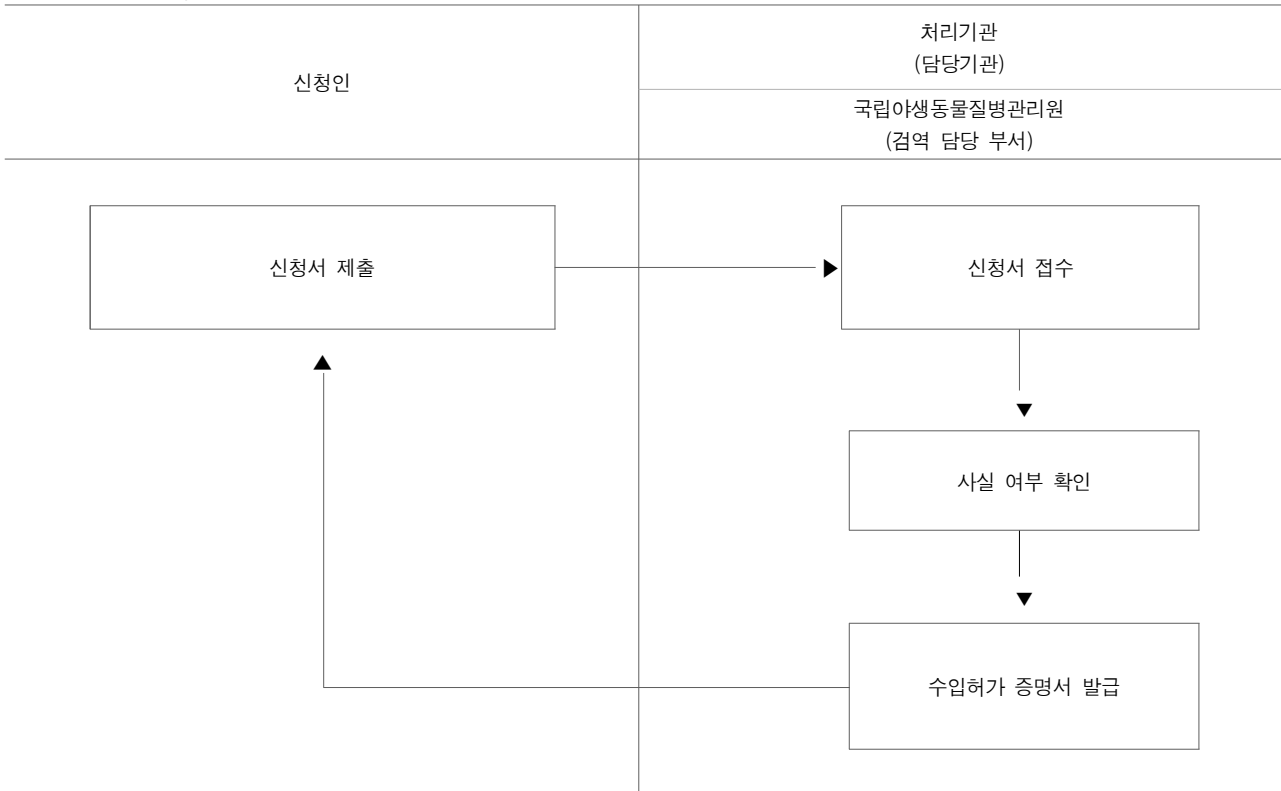 신청인
처리기관
(담당기관)
국립야생동물질병관리원
(검역 담당 부서)
신청서 제출
신청서 접수
사실 여부 확인
수입허가 증명서 발급